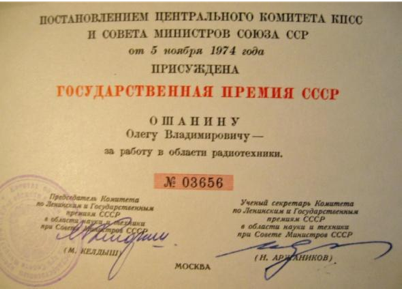 ПОСТАНОВЛЕНИЕМ ЦЕНТРАЛЬНОГО КОМИТЕТА КПСС
И СОВЕТА МИНИСТРОВ СОЮЗА ССР
от 5 ноября 1974 года
ПРИСУЖДЕНА
ГОСУДАРСТВЕННАЯ ПРЕМИЯ СССР
ОШАНИНУ
Олегу Владимировичу —
за работу в области радиотехники.
№ 03656
Председатель Комитета
по Ленинским и Государственным
премиям СССР
в области науки и техники
при Совете Министров СССР
(М. КЕЛДЫШ)
Ученый секретарь Комитета
по Ленинским и Государственным
премиям СССР
в области науки и техники
при Совете Министров СССР
(Н. АРЖАНИКОВ)
МОСКВА